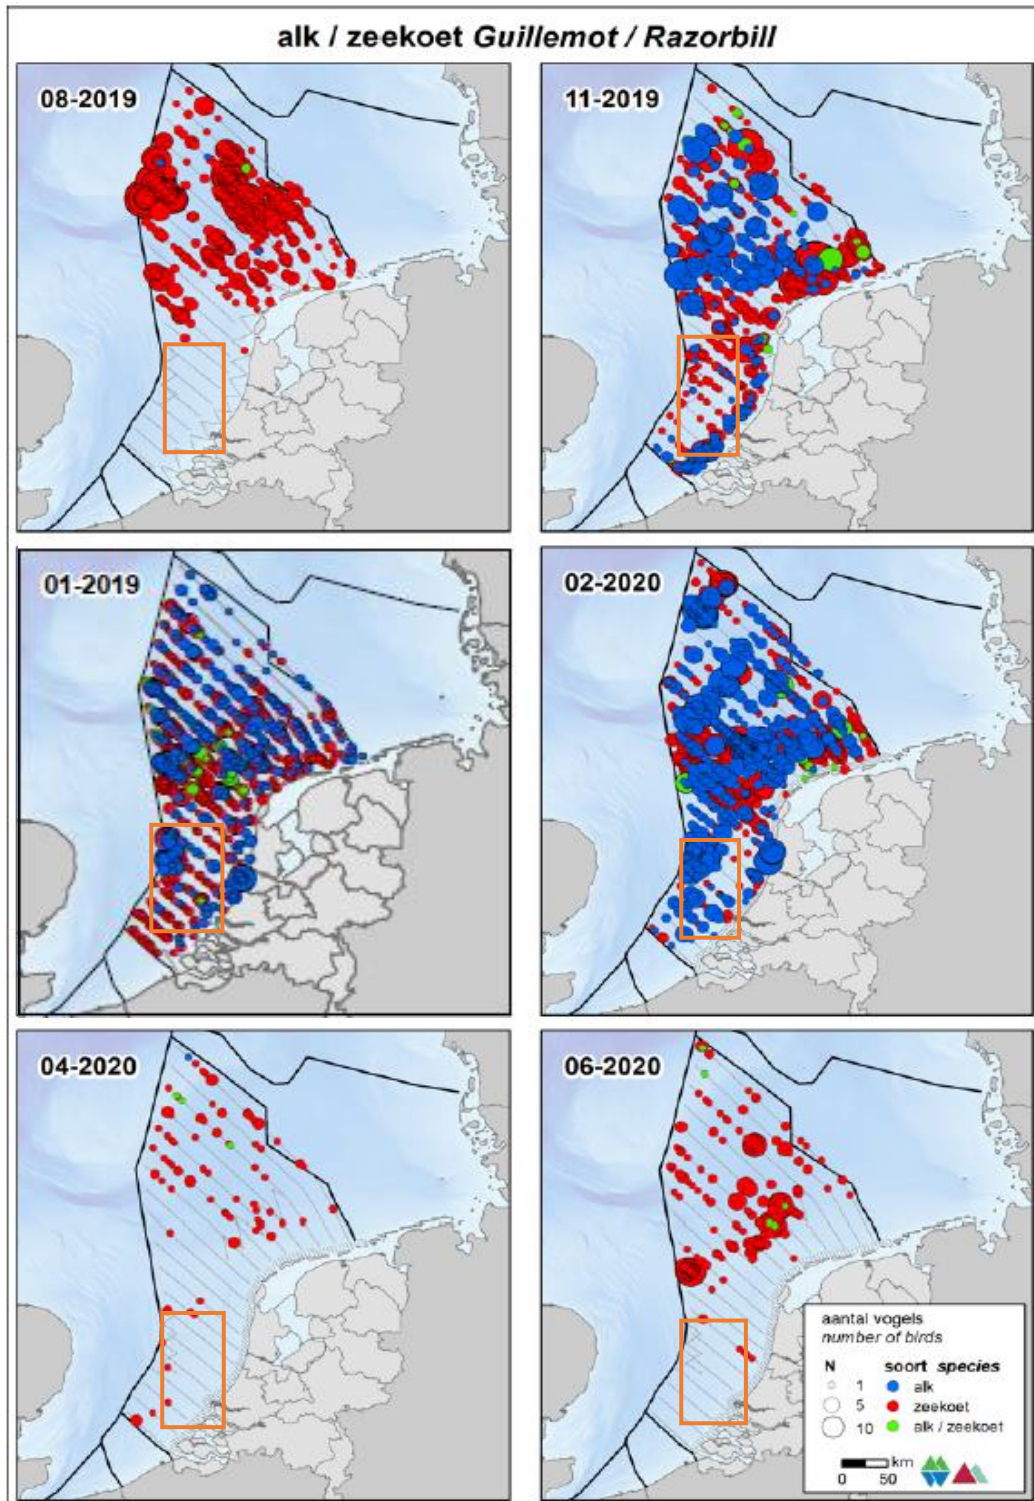 alk / zeekoet Guillemot / Razorbill
08-2019
11-2019
01-2019
02-2020
04-2020
06-2020
aantal vogels
number of birds
N soort species
1 alk
5 zeekoet
10 alk / zeekoet
km
0 50